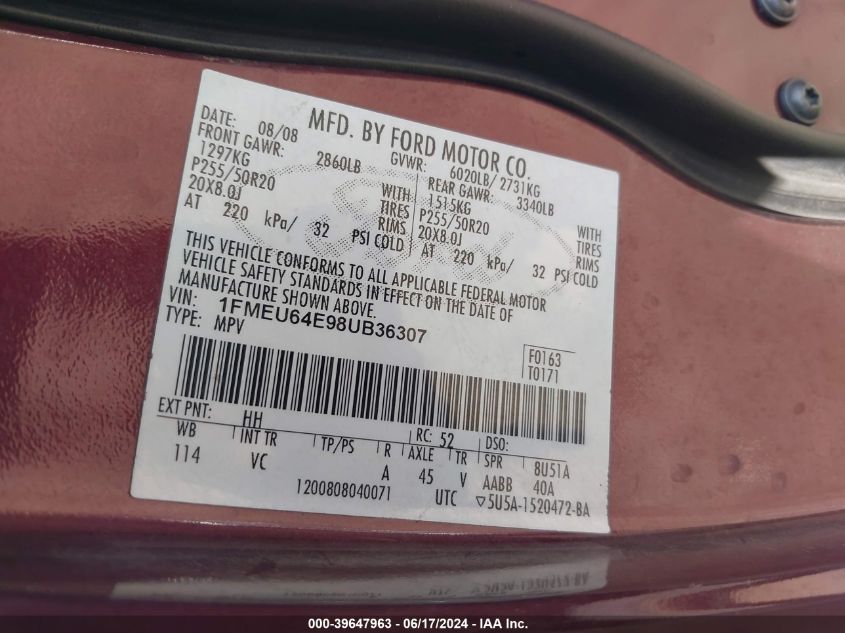 DATE: 08/08 MFD. BY FORD MOTOR CO.
FRONT GAWR: 2860LB GVWR: 6020LB/ 2731KG
1297KG WITH REAR GAWR: 3340LB
P255/50R20 TIRES 1515KG WITH
20X8.0J RIMS P255/50R20 TIRES
AT 220 kPa/ 32 PSI COLD 20X8.0J RIMS
AT 220 kPa/ 32 PSI COLD
THIS VEHICLE CONFORMS TO ALL APPLICABLE FEDERAL MOTOR
VEHICLE SAFETY STANDARDS IN EFFECT ON THE DATE OF
MANUFACTURE SHOWN ABOVE.
VIN: 1FMEU64E98UB36307
TYPE: MPV
F0163
T0171
EXT PNT: HH RC: 52 DSO:
WB INT TR TP/PS R AXLE TR SPR 8U51A
114 VC A 45 V AABB 40A
1200808040071 UTC ▽5U5A-1520472-BA
000-39647963 - 06/17/2024 - IAA Inc.